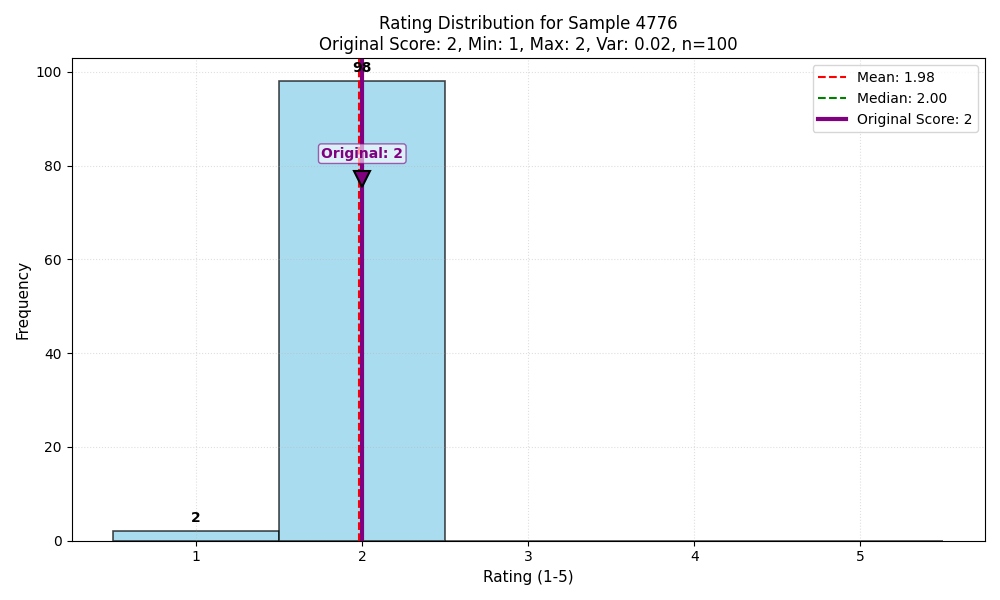 Rating Distribution for Sample 4776
Original Score: 2, Min: 1, Max: 2, Var: 0.02, n=100
Mean: 1.98
Median: 2.00
Original Score: 2
98
Original: 2
2
100
80
60
40
20
0
Frequency
1 2 3 4 5
Rating (1-5)